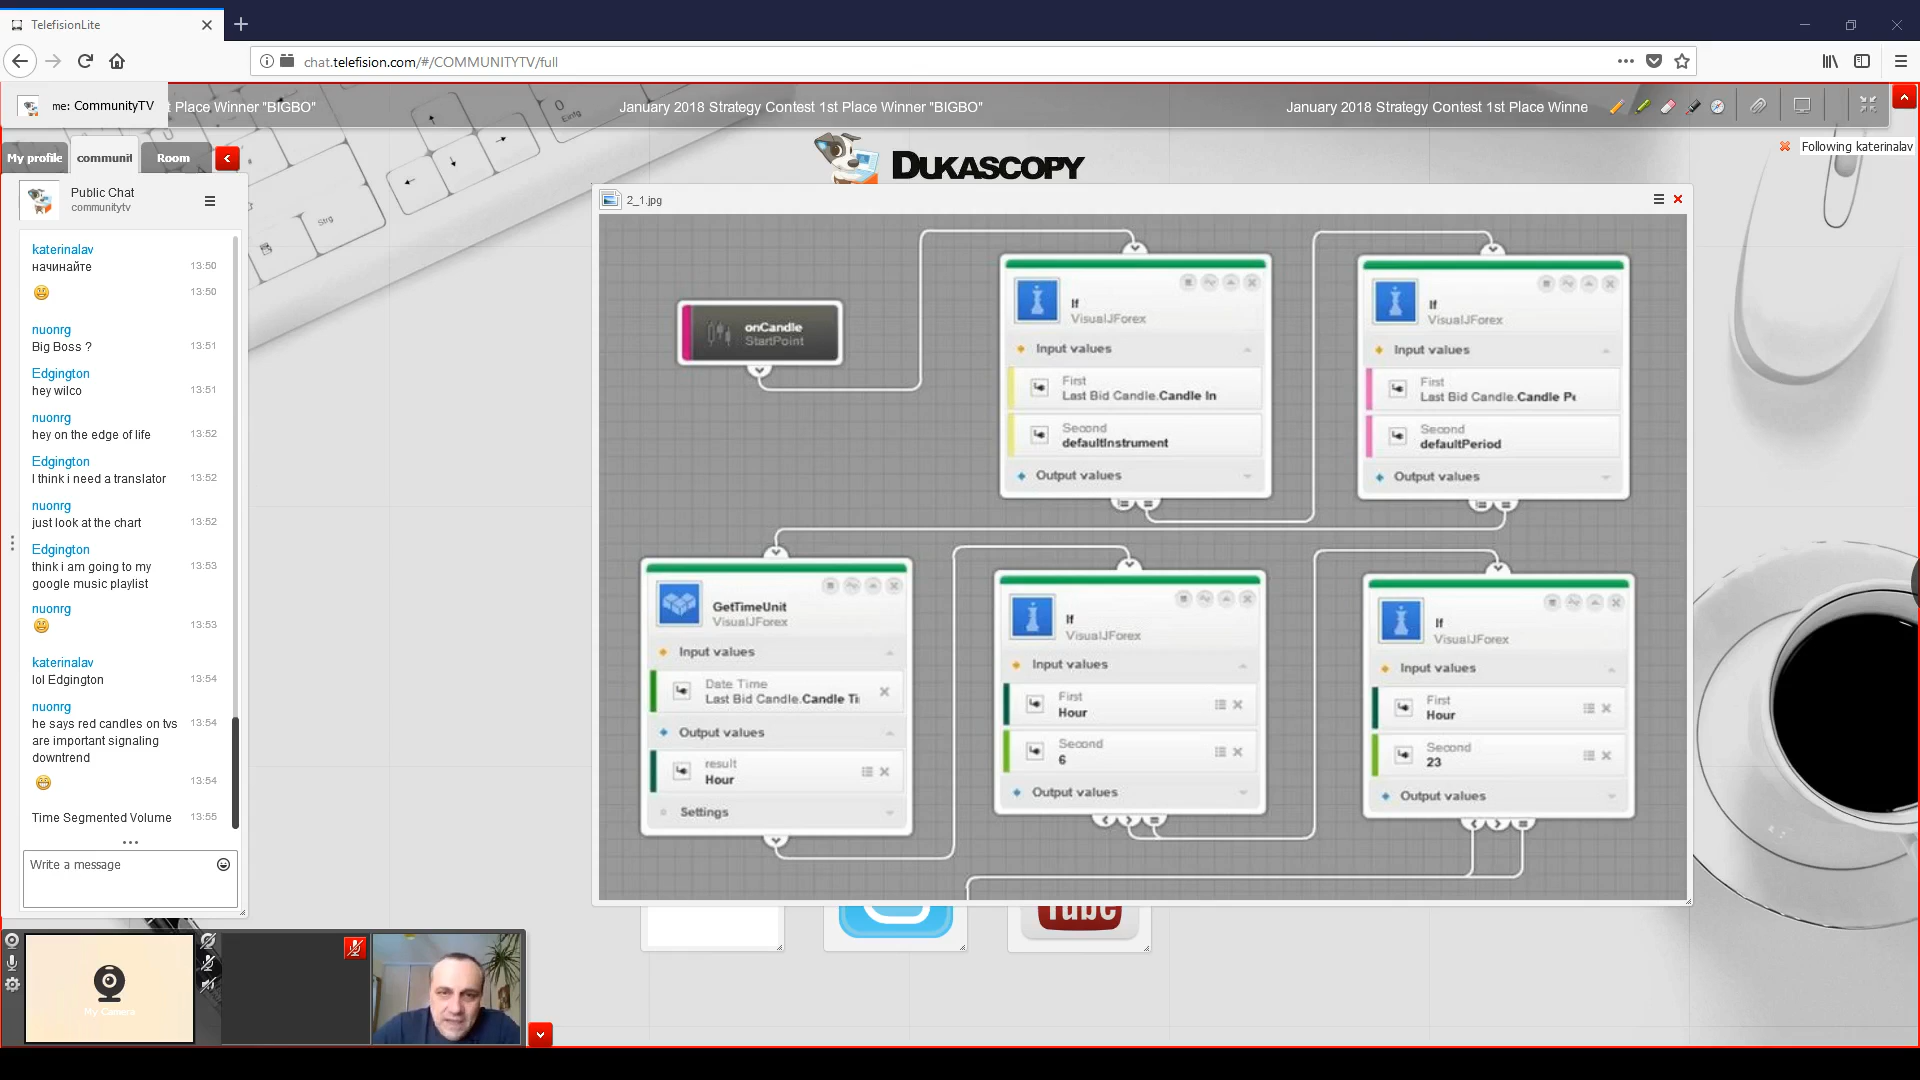 TelefisionLite
chat.telefision.com/#/COMMUNITYTV/full
me: CommunityTV
t Place Winner "BIGBO"
January 2018 Strategy Contest 1st Place Winner "BIGBO"
January 2018 Strategy Contest 1st Place Winne
My profile
communit
Room
Following katerinalav
DUKASCOPY
Public Chat
communitytv
katerinalav
начинайте 13:50
13:50
nuonrg
Big Boss ? 13:51
Edgington
hey wilco 13:51
nuonrg
hey on the edge of life 13:52
Edgington
I think i need a translator 13:52
nuonrg
just look at the chart 13:52
Edgington
think i am going to my 13:53
google music playlist
nuonrg
13:53
katerinalav
lol Edgington 13:54
nuonrg
he says red candles on tvs 13:54
are important signaling
downtrend
13:54
Time Segmented Volume 13:55
Write a message
My Camera
2_1.jpg
onCandle
StartPoint
If
VisualJForex
Input values
First
Last Bid Candle.Candle In
Second
defaultInstrument
Output values
If
VisualJForex
Input values
First
Last Bid Candle.Candle Pe
Second
defaultPeriod
Output values
GetTimeUnit
VisualJForex
Input values
Date Time
Last Bid Candle.Candle Ti
Output values
result
Hour
Settings
If
VisualJForex
Input values
First
Hour
Second
6
Output values
If
VisualJForex
Input values
First
Hour
Second
23
Output values
Tube
Strg
Einfg
0